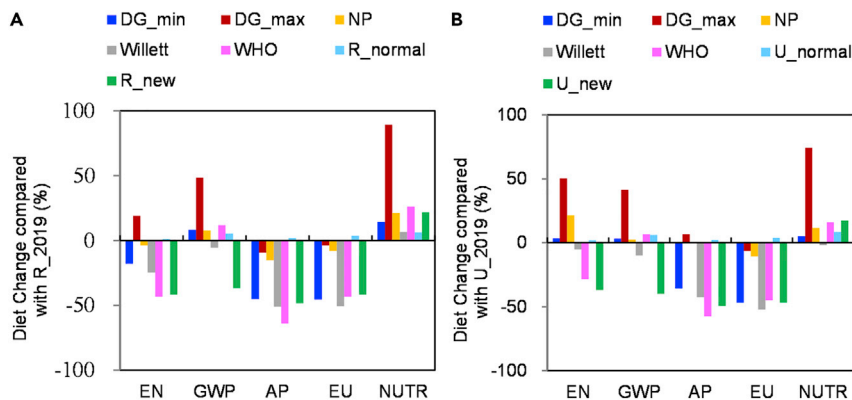 A
DG_min DG_max NP
Willett WHO R_normal
R_new
Diet Change compared
with R_2019 (%)
100
50
0
-50
-100
EN GWP AP EU NUTR
B
DG_min DG_max NP
Willett WHO U_normal
U_new
Diet Change compared
with U_2019 (%)
100
50
0
-50
-100
EN GWP AP EU NUTR